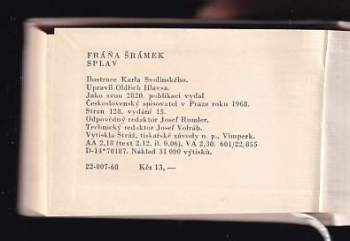 FRÁŇA ŠRÁMEK
SPLAV
Ilustrace Karla Svolinského.
Upravil Oldřich Hlavsa.
Jako svou 2820. publikaci vydal
Československý spisovatel v Praze roku 1968.
Stran 128. vydání 15.
Odpovědný redaktor Josef Rumler.
Technický redaktor Josef Voláb.
Vytiskla Stráž, tiskařské závody n. p., Vimperk.
AA 2,18 (text 2.12, il. 0,06), VA 2,30. 601/22,855
D-14*70187. Náklad 31 000 výtisků.
22-007-68 Kčs 13,—